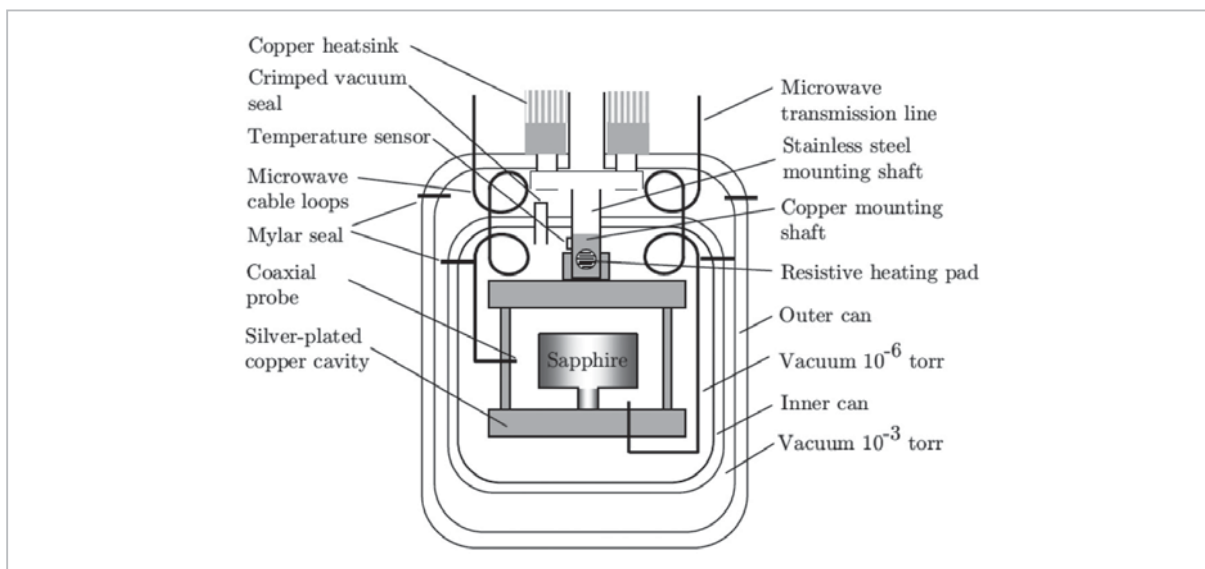 Copper heatsink
Crimped vacuum
seal
Temperature sensor
Microwave
cable loops
Mylar seal
Coaxial
probe
Silver-plated
copper cavity
Sapphire
Microwave
transmission line
Stainless steel
mounting shaft
Copper mounting
shaft
Resistive heating pad
Outer can
Vacuum 10⁻⁶ torr
Inner can
Vacuum 10⁻³ torr